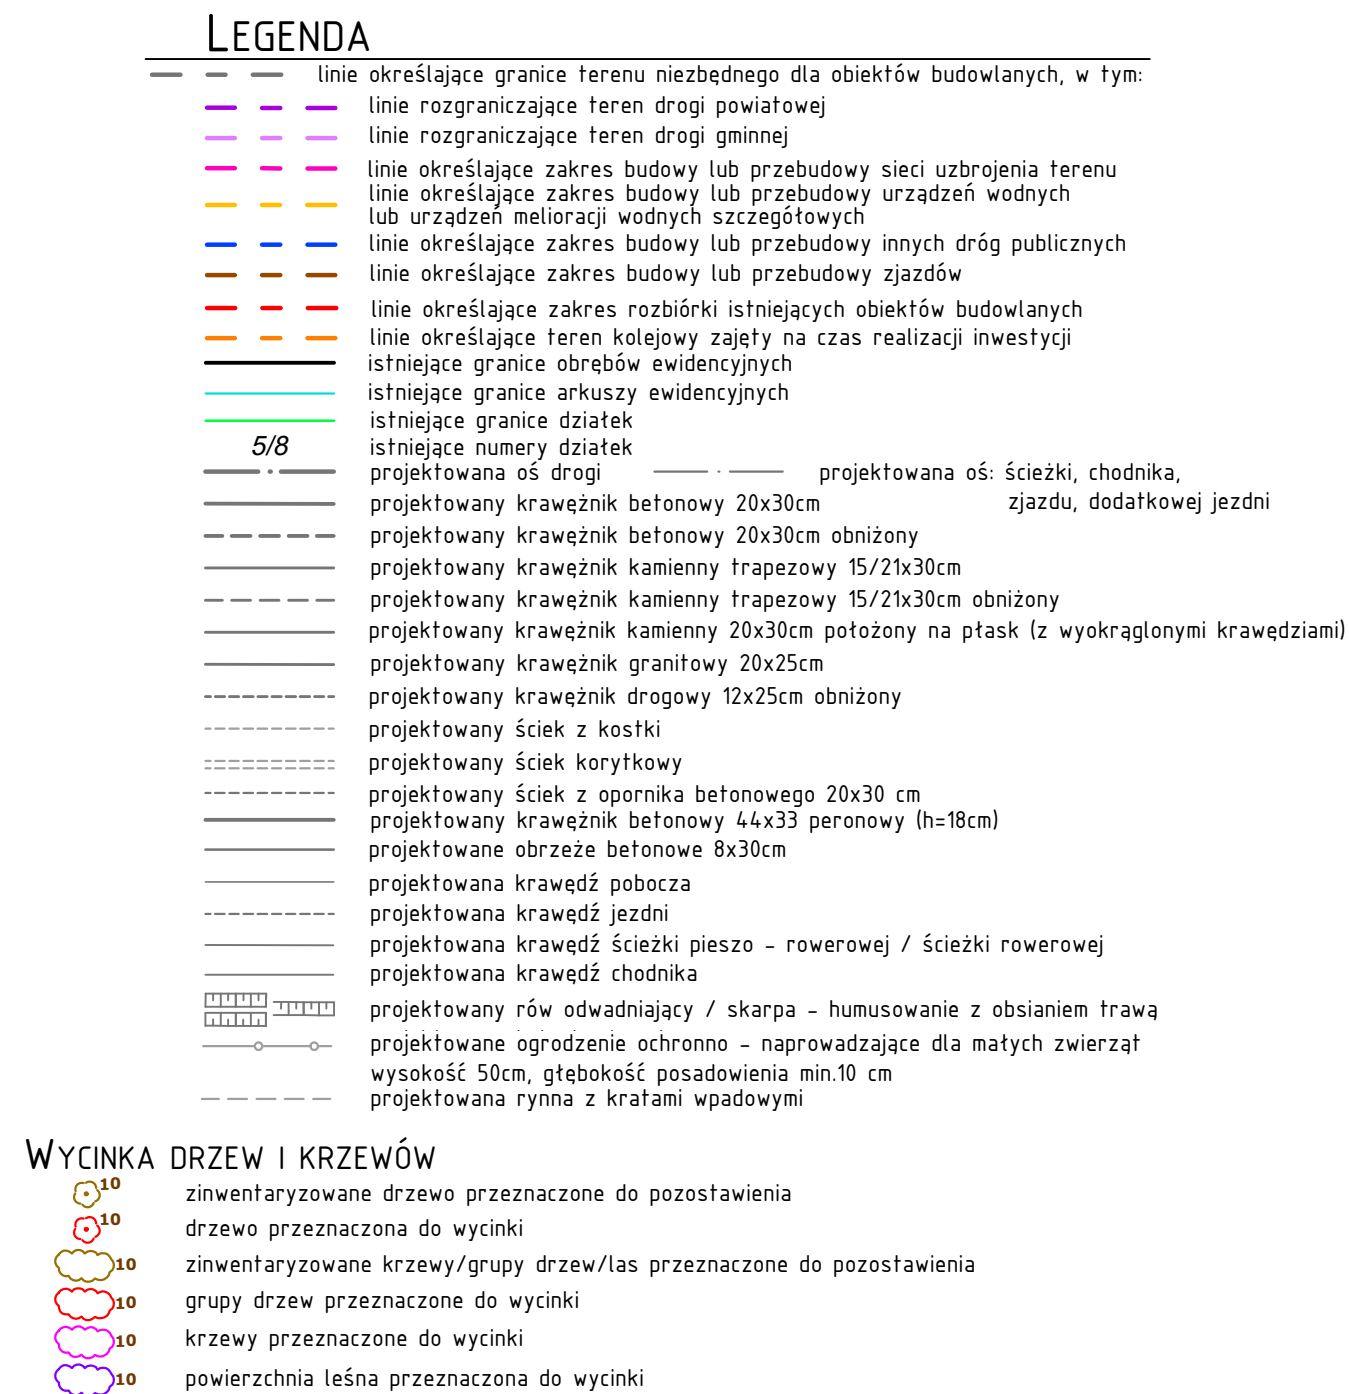 LEGENDA
linie określające granice terenu niezbędnego dla obiektów budowlanych, w tym:
linie rozgraniczające teren drogi powiatowej
linie rozgraniczające teren drogi gminnej
linie określające zakres budowy lub przebudowy sieci uzbrojenia terenu
linie określające zakres budowy lub przebudowy urządzeń wodnych
lub urządzeń melioracji wodnych szczegółowych
linie określające zakres budowy lub przebudowy innych dróg publicznych
linie określające zakres budowy lub przebudowy zjazdów
linie określające zakres rozbiórki istniejących obiektów budowlanych
linie określające teren kolejowy zajęty na czas realizacji inwestycji
istniejące granice obrębów ewidencyjnych
istniejące granice arkuszy ewidencyjnych
istniejące granice działek
5/8 istniejące numery działek
projektowana oś drogi projektowana oś: ścieżki, chodnika,
zjazdu, dodatkowej jezdni
projektowany krawężnik betonowy 20x30cm
projektowany krawężnik betonowy 20x30cm obniżony
projektowany krawężnik kamienny trapezowy 15/21x30cm
projektowany krawężnik kamienny trapezowy 15/21x30cm obniżony
projektowany krawężnik kamienny 20x30cm położony na płask (z wyokrąglonymi krawędziami)
projektowany krawężnik granitowy 20x25cm
projektowany krawężnik drogowy 12x25cm obniżony
projektowany ściek z kostki
projektowany ściek korytkowy
projektowany ściek z opornika betonowego 20x30 cm
projektowany krawężnik betonowy 44x33 peronowy (h=18cm)
projektowane obrzeże betonowe 8x30cm
projektowana krawędź pobocza
projektowana krawędź jezdni
projektowana krawędź ścieżki pieszo - rowerowej / ścieżki rowerowej
projektowana krawędź chodnika
projektowany rów odwadniający / skarpa - humusowanie z obsianiem trawą
projektowane ogrodzenie ochronno - naprowadzające dla małych zwierząt
wysokość 50cm, głębokość posadowienia min.10 cm
projektowana rynna z kratami wpadowymi
WYCINKA DRZEW I KRZEWÓW
10 zinwentaryzowane drzewo przeznaczone do pozostawienia
10 drzewo przeznaczona do wycinki
10 zinwentaryzowane krzewy/grupy drzew/las przeznaczone do pozostawienia
10 grupy drzew przeznaczone do wycinki
10 krzewy przeznaczone do wycinki
10 powierzchnia leśna przeznaczona do wycinki